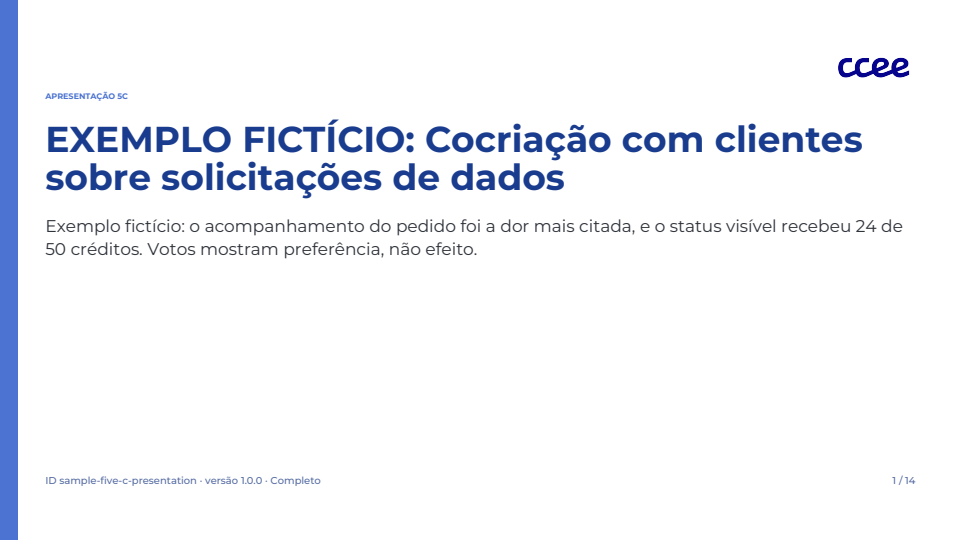 ccee
APRESENTAÇÃO 5C
EXEMPLO FICTÍCIO: Cocriação com clientes
sobre solicitações de dados
Exemplo fictício: o acompanhamento do pedido foi a dor mais citada, e o status visível recebeu 24 de
50 créditos. Votos mostram preferência, não efeito.
ID sample-five-c-presentation · versão 1.0.0 · Completo
1 / 14